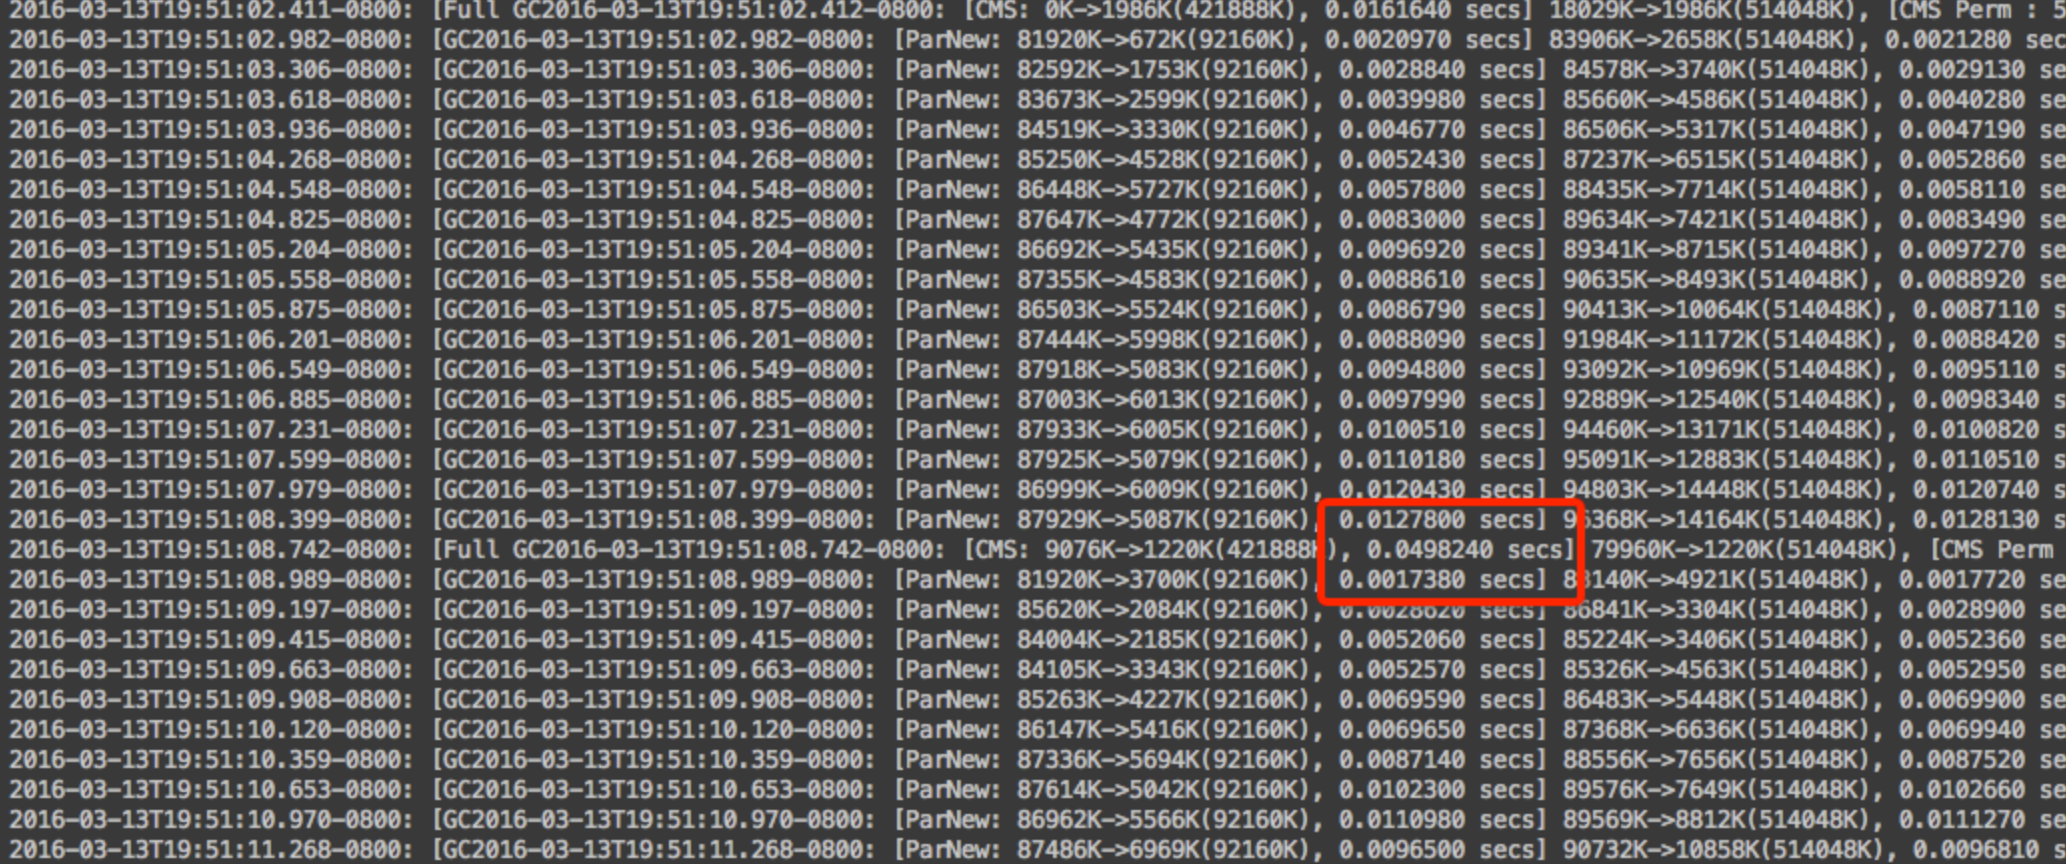 2016-03-13T19:51:02.411-0800: [Full GC2016-03-13T19:51:02.412-0800: [CMS: 0K->1986K(421888K), 0.0161640 secs] 18029K->1986K(514048K), [CMS Perm : 5
2016-03-13T19:51:02.982-0800: [GC2016-03-13T19:51:02.982-0800: [ParNew: 81920K->672K(92160K), 0.0020970 secs] 83906K->2658K(514048K), 0.0021280 sec
2016-03-13T19:51:03.306-0800: [GC2016-03-13T19:51:03.306-0800: [ParNew: 82592K->1753K(92160K), 0.0028840 secs] 84578K->3740K(514048K), 0.0029130 se
2016-03-13T19:51:03.618-0800: [GC2016-03-13T19:51:03.618-0800: [ParNew: 83673K->2599K(92160K), 0.0039980 secs] 85660K->4586K(514048K), 0.0040280 se
2016-03-13T19:51:03.936-0800: [GC2016-03-13T19:51:03.936-0800: [ParNew: 84519K->3330K(92160K), 0.0046770 secs] 86506K->5317K(514048K), 0.0047190 se
2016-03-13T19:51:04.268-0800: [GC2016-03-13T19:51:04.268-0800: [ParNew: 85250K->4528K(92160K), 0.0052430 secs] 87237K->6515K(514048K), 0.0052860 se
2016-03-13T19:51:04.548-0800: [GC2016-03-13T19:51:04.548-0800: [ParNew: 86448K->5727K(92160K), 0.0057800 secs] 88435K->7714K(514048K), 0.0058110 se
2016-03-13T19:51:04.825-0800: [GC2016-03-13T19:51:04.825-0800: [ParNew: 87647K->4772K(92160K), 0.0083000 secs] 89634K->7421K(514048K), 0.0083490 se
2016-03-13T19:51:05.204-0800: [GC2016-03-13T19:51:05.204-0800: [ParNew: 86692K->5435K(92160K), 0.0096920 secs] 89341K->8715K(514048K), 0.0097270 se
2016-03-13T19:51:05.558-0800: [GC2016-03-13T19:51:05.558-0800: [ParNew: 87355K->4583K(92160K), 0.0088610 secs] 90635K->8493K(514048K), 0.0088920 se
2016-03-13T19:51:05.875-0800: [GC2016-03-13T19:51:05.875-0800: [ParNew: 86503K->5524K(92160K), 0.0086790 secs] 90413K->10064K(514048K), 0.0087110 s
2016-03-13T19:51:06.201-0800: [GC2016-03-13T19:51:06.201-0800: [ParNew: 87444K->5998K(92160K), 0.0088090 secs] 91984K->11172K(514048K), 0.0088420 s
2016-03-13T19:51:06.549-0800: [GC2016-03-13T19:51:06.549-0800: [ParNew: 87918K->5083K(92160K), 0.0094800 secs] 93092K->10969K(514048K), 0.0095110 s
2016-03-13T19:51:06.885-0800: [GC2016-03-13T19:51:06.885-0800: [ParNew: 87003K->6013K(92160K), 0.0097990 secs] 92889K->12540K(514048K), 0.0098340 s
2016-03-13T19:51:07.231-0800: [GC2016-03-13T19:51:07.231-0800: [ParNew: 87933K->6005K(92160K), 0.0100510 secs] 94460K->13171K(514048K), 0.0100820 s
2016-03-13T19:51:07.599-0800: [GC2016-03-13T19:51:07.599-0800: [ParNew: 87925K->5079K(92160K), 0.0110180 secs] 95091K->12883K(514048K), 0.0110510 s
2016-03-13T19:51:07.979-0800: [GC2016-03-13T19:51:07.979-0800: [ParNew: 86999K->6009K(92160K), 0.0120430 secs] 94803K->14448K(514048K), 0.0120740 s
2016-03-13T19:51:08.399-0800: [GC2016-03-13T19:51:08.399-0800: [ParNew: 87929K->5087K(92160K), 0.0127800 secs] 96368K->14164K(514048K), 0.0128130 s
2016-03-13T19:51:08.742-0800: [Full GC2016-03-13T19:51:08.742-0800: [CMS: 9076K->1220K(421888K), 0.0498240 secs] 79960K->1220K(514048K), [CMS Perm
2016-03-13T19:51:08.989-0800: [GC2016-03-13T19:51:08.989-0800: [ParNew: 81920K->3700K(92160K), 0.0017380 secs] 83140K->4921K(514048K), 0.0017720 se
2016-03-13T19:51:09.197-0800: [GC2016-03-13T19:51:09.197-0800: [ParNew: 85620K->2084K(92160K), 0.0028620 secs] 86841K->3304K(514048K), 0.0028900 se
2016-03-13T19:51:09.415-0800: [GC2016-03-13T19:51:09.415-0800: [ParNew: 84004K->2185K(92160K), 0.0052060 secs] 85224K->3406K(514048K), 0.0052360 se
2016-03-13T19:51:09.663-0800: [GC2016-03-13T19:51:09.663-0800: [ParNew: 84105K->3343K(92160K), 0.0052570 secs] 85326K->4563K(514048K), 0.0052950 se
2016-03-13T19:51:09.908-0800: [GC2016-03-13T19:51:09.908-0800: [ParNew: 85263K->4227K(92160K), 0.0069590 secs] 86483K->5448K(514048K), 0.0069900 se
2016-03-13T19:51:10.120-0800: [GC2016-03-13T19:51:10.120-0800: [ParNew: 86147K->5416K(92160K), 0.0069650 secs] 87368K->6636K(514048K), 0.0069940 se
2016-03-13T19:51:10.359-0800: [GC2016-03-13T19:51:10.359-0800: [ParNew: 87336K->5694K(92160K), 0.0087140 secs] 88556K->7656K(514048K), 0.0087520 se
2016-03-13T19:51:10.653-0800: [GC2016-03-13T19:51:10.653-0800: [ParNew: 87614K->5042K(92160K), 0.0102300 secs] 89576K->7649K(514048K), 0.0102660 se
2016-03-13T19:51:10.970-0800: [GC2016-03-13T19:51:10.970-0800: [ParNew: 86962K->5566K(92160K), 0.0110980 secs] 89569K->8812K(514048K), 0.0111270 se
2016-03-13T19:51:11.268-0800: [GC2016-03-13T19:51:11.268-0800: [ParNew: 87486K->6969K(92160K), 0.0096500 secs] 90732K->10858K(514048K), 0.0096810 s